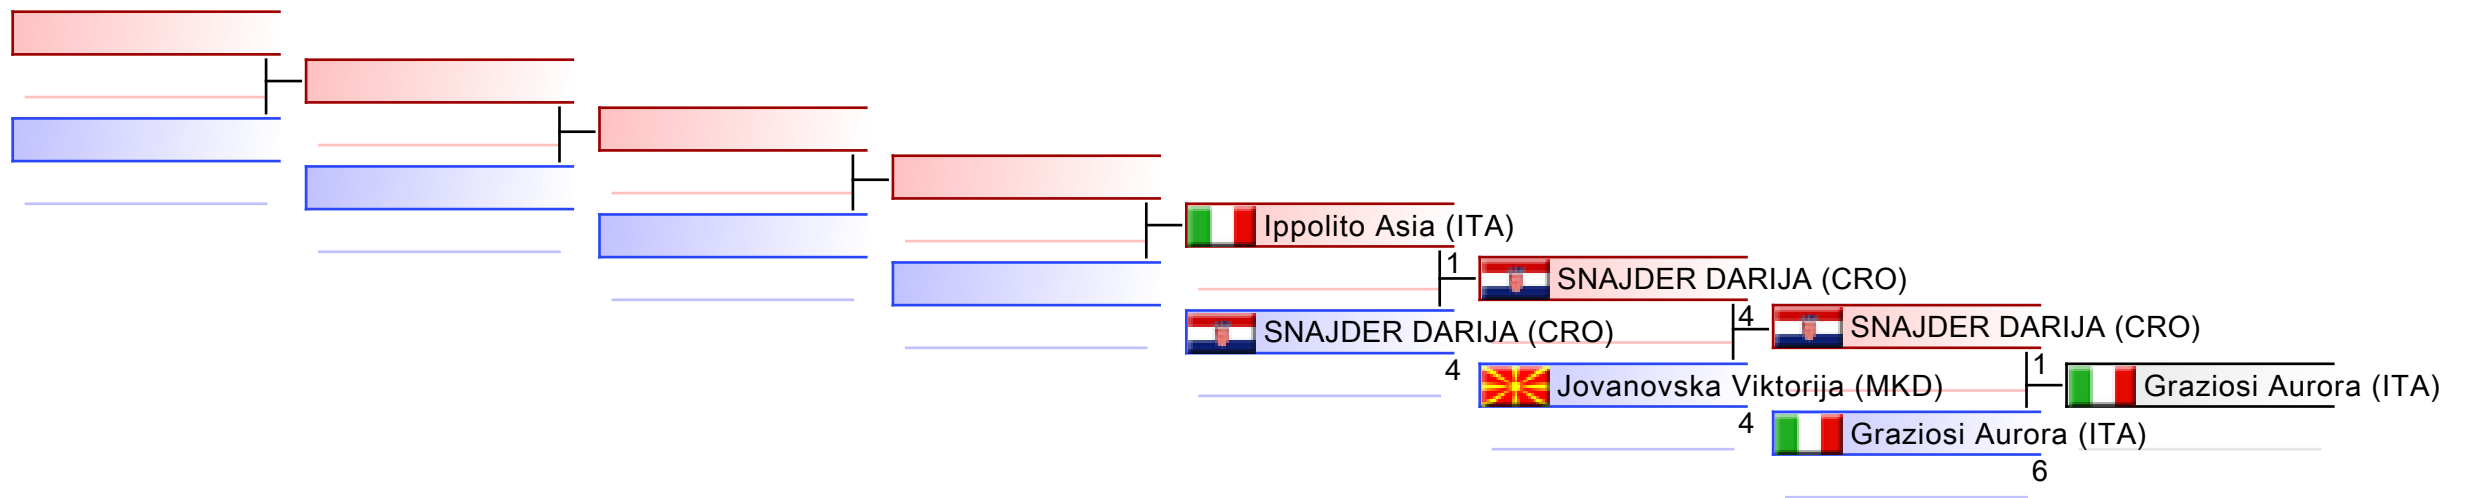 Ippolito Asia (ITA)
1
SNAJDER DARIJA (CRO)
4
SNAJDER DARIJA (CRO)
4
Jovanovska Viktorija (MKD)
4
SNAJDER DARIJA (CRO)
1
Graziosi Aurora (ITA)
6
Graziosi Aurora (ITA)